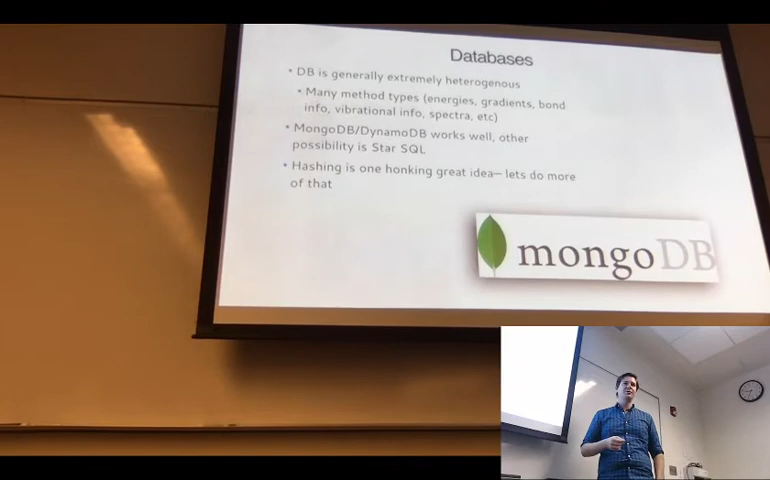 Databases
• DB is generally extremely heterogenous
• Many method types (energies, gradients, bond
info, vibrational info, spectra, etc)
• MongoDB/DynamoDB works well, other
possibility is Star SQL
• Hashing is one honking great idea— lets do more
of that
mongoDB